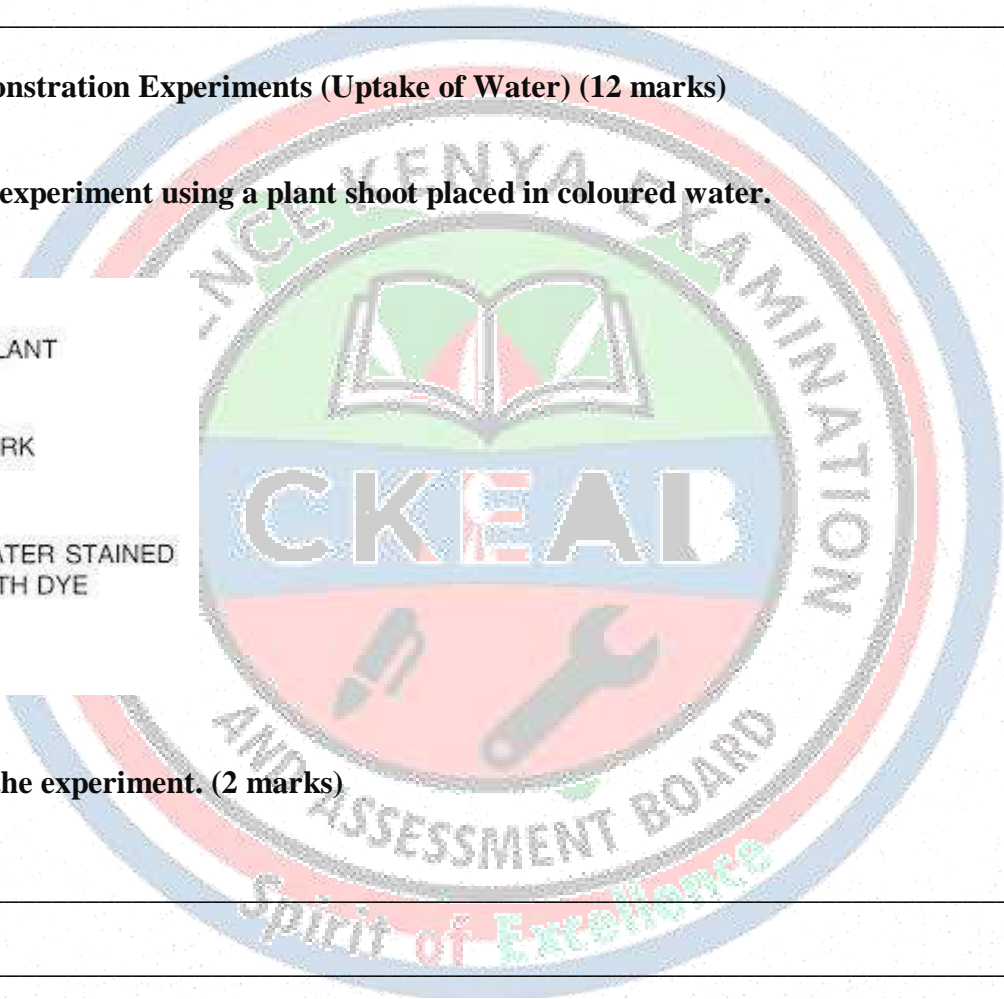 onstration Experiments (Uptake of Water) (12 marks)
experiment using a plant shoot placed in coloured water.
NCE KENYA EXAMINATION
LANT
RK
CKEAB
ATER STAINED
TH DYE
the experiment. (2 marks)
AND ASSESSMENT BOARD
Spirit of Excellence